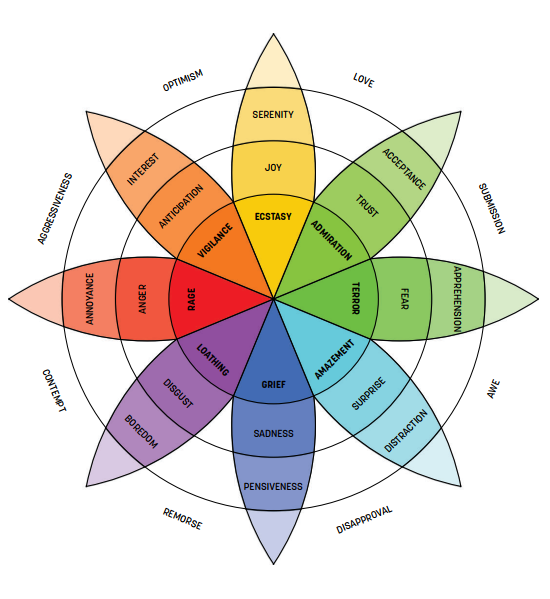 OPTIMISM
LOVE
SERENITY
INTEREST
ACCEPTANCE
JOY
AGGRESSIVENESS
ANTICIPATION
TRUST
SUBMISSION
ECSTASY
VIGILANCE
ADMIRATION
ANNOYANCE
ANGER
RAGE
TERROR
FEAR
APPREHENSION
LOATHING
AMAZEMENT
GRIEF
CONTEMPT
DISGUST
SURPRISE
AWE
BOREDOM
SADNESS
DISTRACTION
PENSIVENESS
REMORSE
DISAPPROVAL